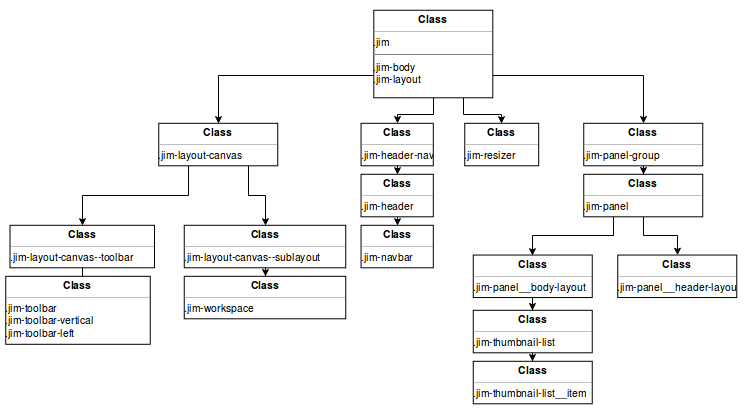 Class
.jim
.jim-body
.jim-layout
Class
.jim-layout-canvas
Class
.jim-header-nav
Class
.jim-resizer
Class
.jim-panel-group
Class
.jim-header
Class
.jim-panel
Class
.jim-layout-canvas--toolbar
Class
.jim-layout-canvas--sublayout
Class
.jim-navbar
Class
.jim-panel__body-layout
Class
.jim-panel__header-layou
Class
.jim-toolbar
.jim-toolbar-vertical
.jim-toolbar-left
Class
.jim-workspace
Class
.jim-thumbnail-list
Class
.jim-thumbnail-list__item